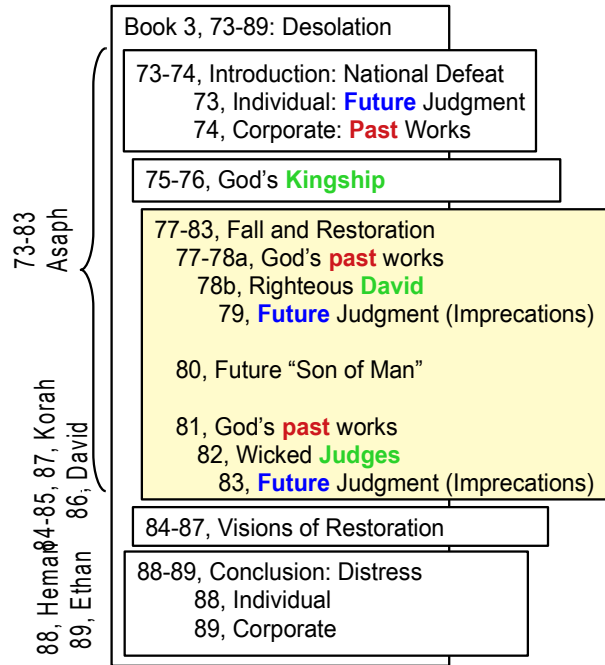 Book 3, 73-89: Desolation
73-74, Introduction: National Defeat
73, Individual: Future Judgment
74, Corporate: Past Works
75-76, God's Kingship
77-83, Fall and Restoration
77-78a, God's past works
78b, Righteous David
79, Future Judgment (Imprecations)
80, Future “Son of Man”
81, God's past works
82, Wicked Judges
83, Future Judgment (Imprecations)
84-87, Visions of Restoration
88-89, Conclusion: Distress
88, Individual
89, Corporate
73-83
Asaph
84-85, 87, Korah
86, David
88, Heman
89, Ethan